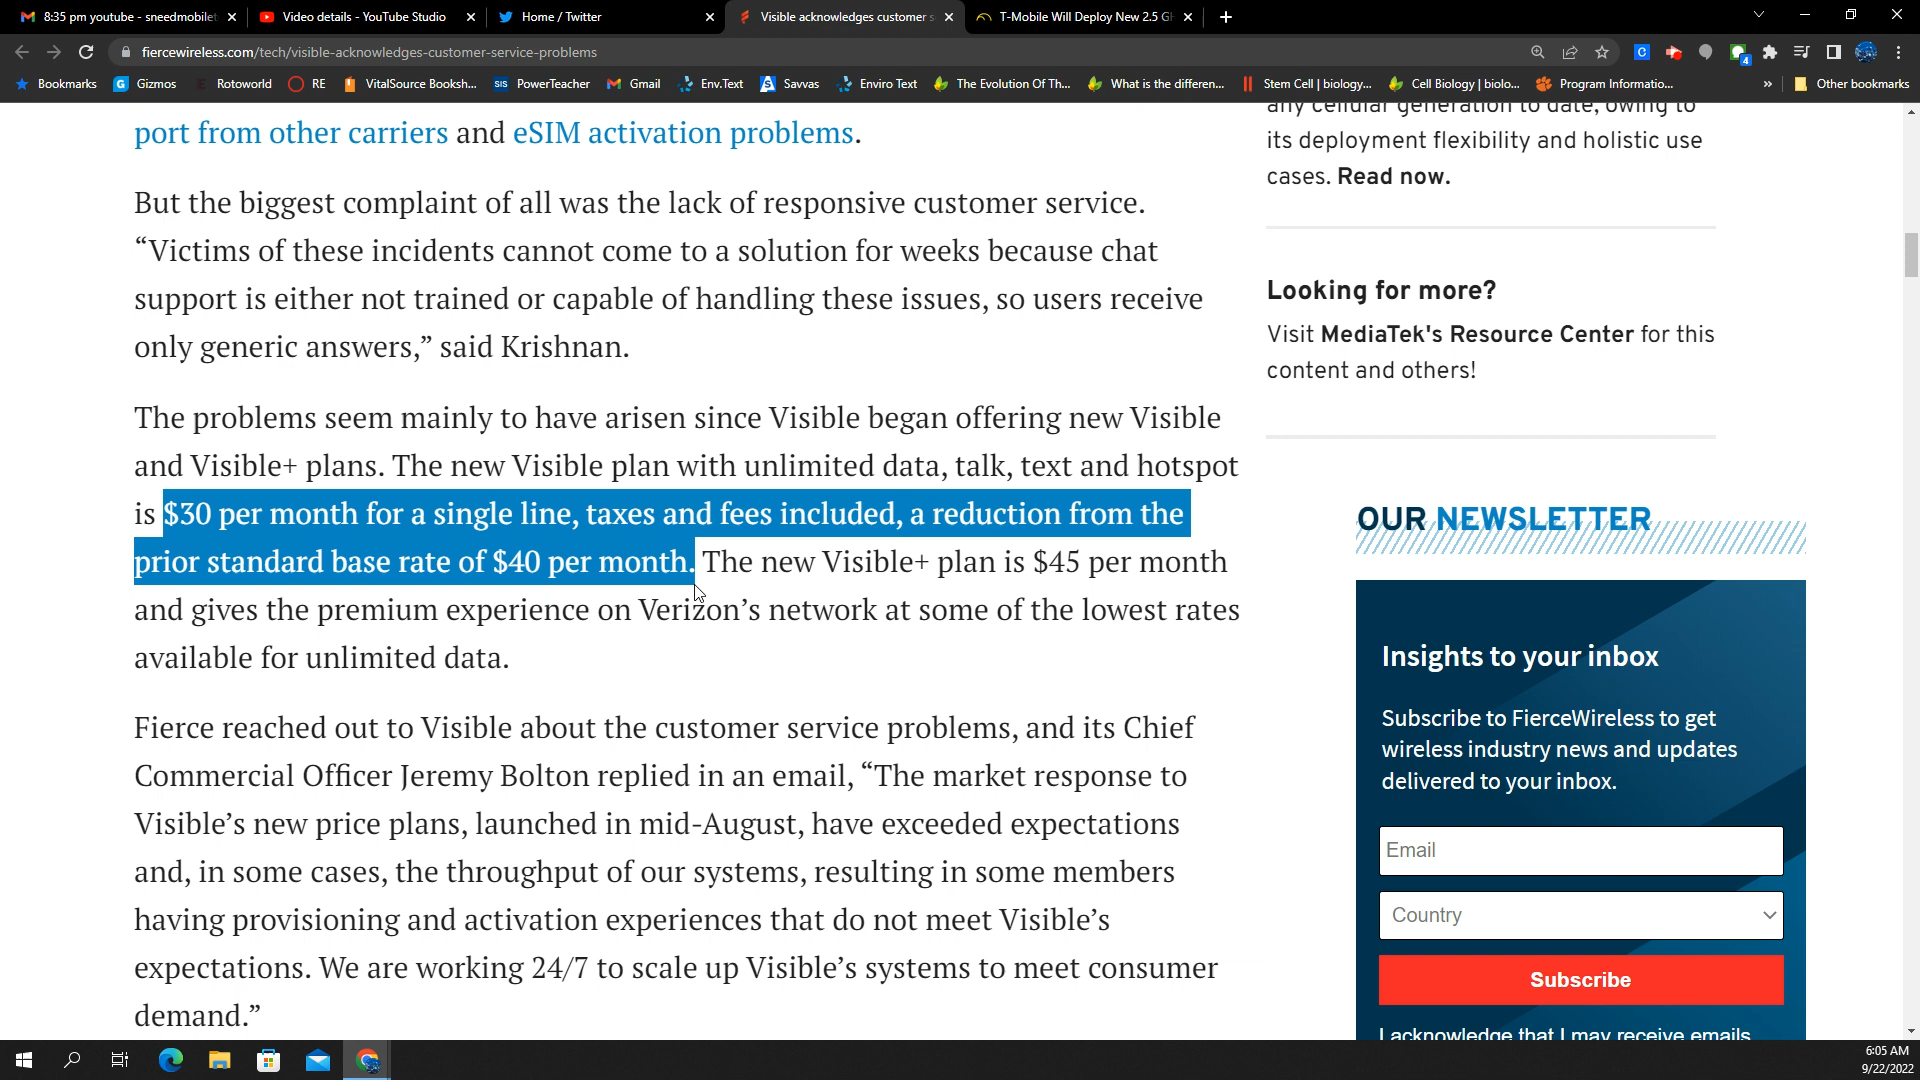 8:35 pm youtube - sneedmobilet
Video details - YouTube Studio
Home / Twitter
Visible acknowledges customer s
T-Mobile Will Deploy New 2.5 G
fiercewireless.com/tech/visible-acknowledges-customer-service-problems
Bookmarks
Gizmos
Rotoworld
RE
VitalSource Booksh...
SIS PowerTeacher
Gmail
Env.Text
Savvas
Enviro Text
The Evolution Of Th...
What is the differen...
Stem Cell | biology...
Cell Biology | biolo...
Program Informatio...
»
Other bookmarks
port from other carriers and eSIM activation problems.
But the biggest complaint of all was the lack of responsive customer service.
“Victims of these incidents cannot come to a solution for weeks because chat
support is either not trained or capable of handling these issues, so users receive
only generic answers,” said Krishnan.
The problems seem mainly to have arisen since Visible began offering new Visible
and Visible+ plans. The new Visible plan with unlimited data, talk, text and hotspot
is $30 per month for a single line, taxes and fees included, a reduction from the
prior standard base rate of $40 per month. The new Visible+ plan is $45 per month
and gives the premium experience on Verizon’s network at some of the lowest rates
available for unlimited data.
Fierce reached out to Visible about the customer service problems, and its Chief
Commercial Officer Jeremy Bolton replied in an email, “The market response to
Visible’s new price plans, launched in mid-August, have exceeded expectations
and, in some cases, the throughput of our systems, resulting in some members
having provisioning and activation experiences that do not meet Visible’s
expectations. We are working 24/7 to scale up Visible’s systems to meet consumer
demand.”
any cellular generation to date, owing to
its deployment flexibility and holistic use
cases. Read now.
Looking for more?
Visit MediaTek's Resource Center for this
content and others!
OUR NEWSLETTER
Insights to your inbox
Subscribe to FierceWireless to get
wireless industry news and updates
delivered to your inbox.
Email
Country
Subscribe
I acknowledge that I may receive emails
6:05 AM
9/22/2022